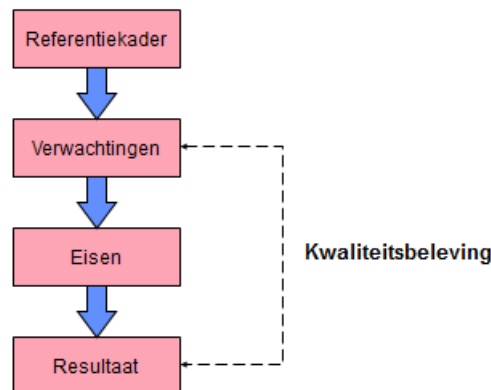 Referentiekader
Verwachtingen
Kwaliteitsbeleving
Eisen
Resultaat